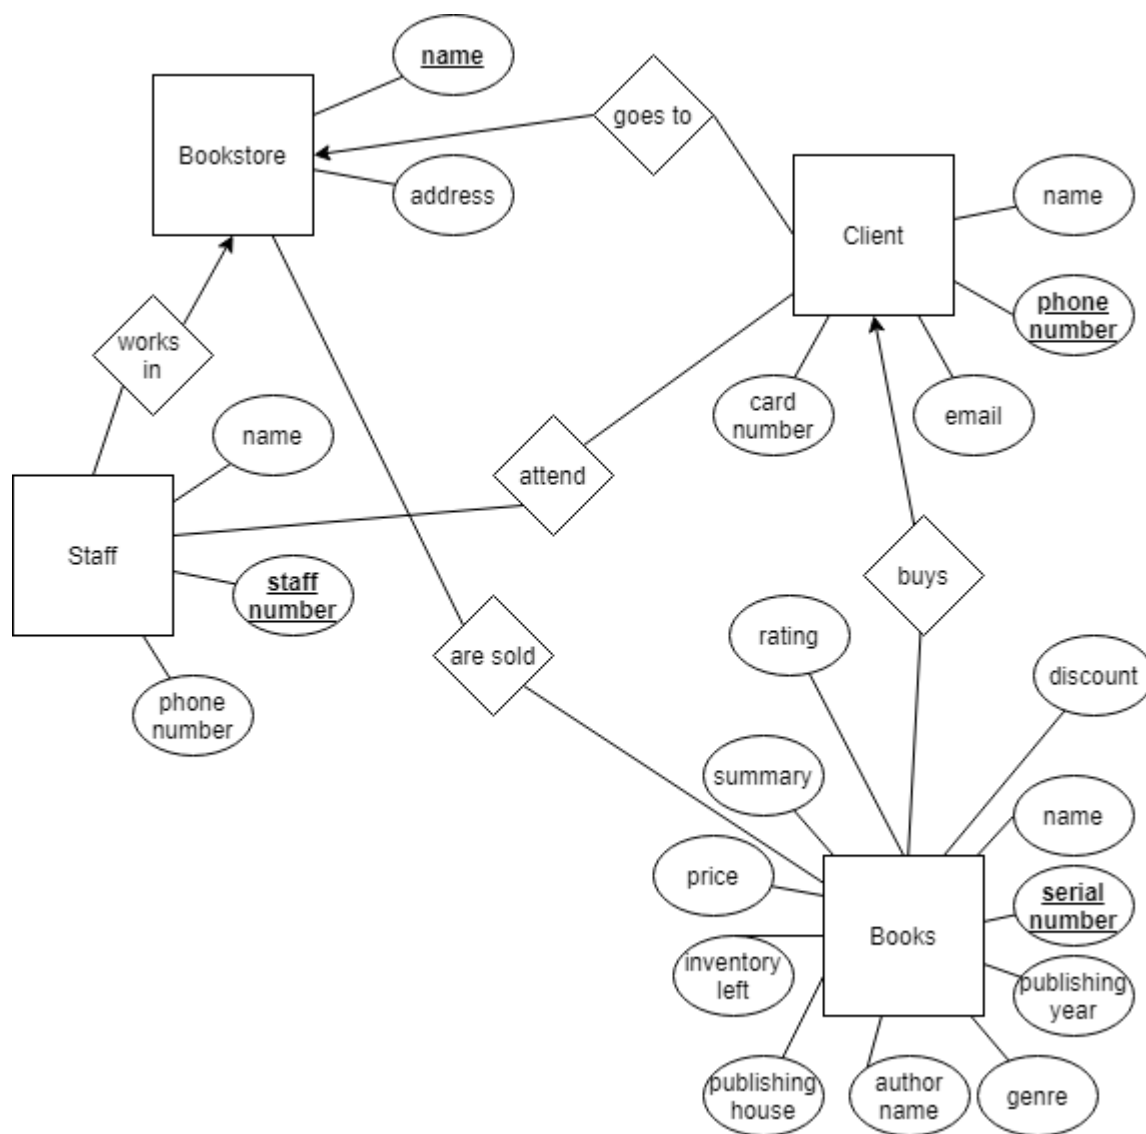 name
goes to
Bookstore
address
name
Client
phone
number
works
in
card
number
email
name
attend
Staff
staff
number
buys
rating
are sold
discount
phone
number
summary
name
price
serial
number
Books
inventory
left
publishing
year
publishing
house
author
name
genre